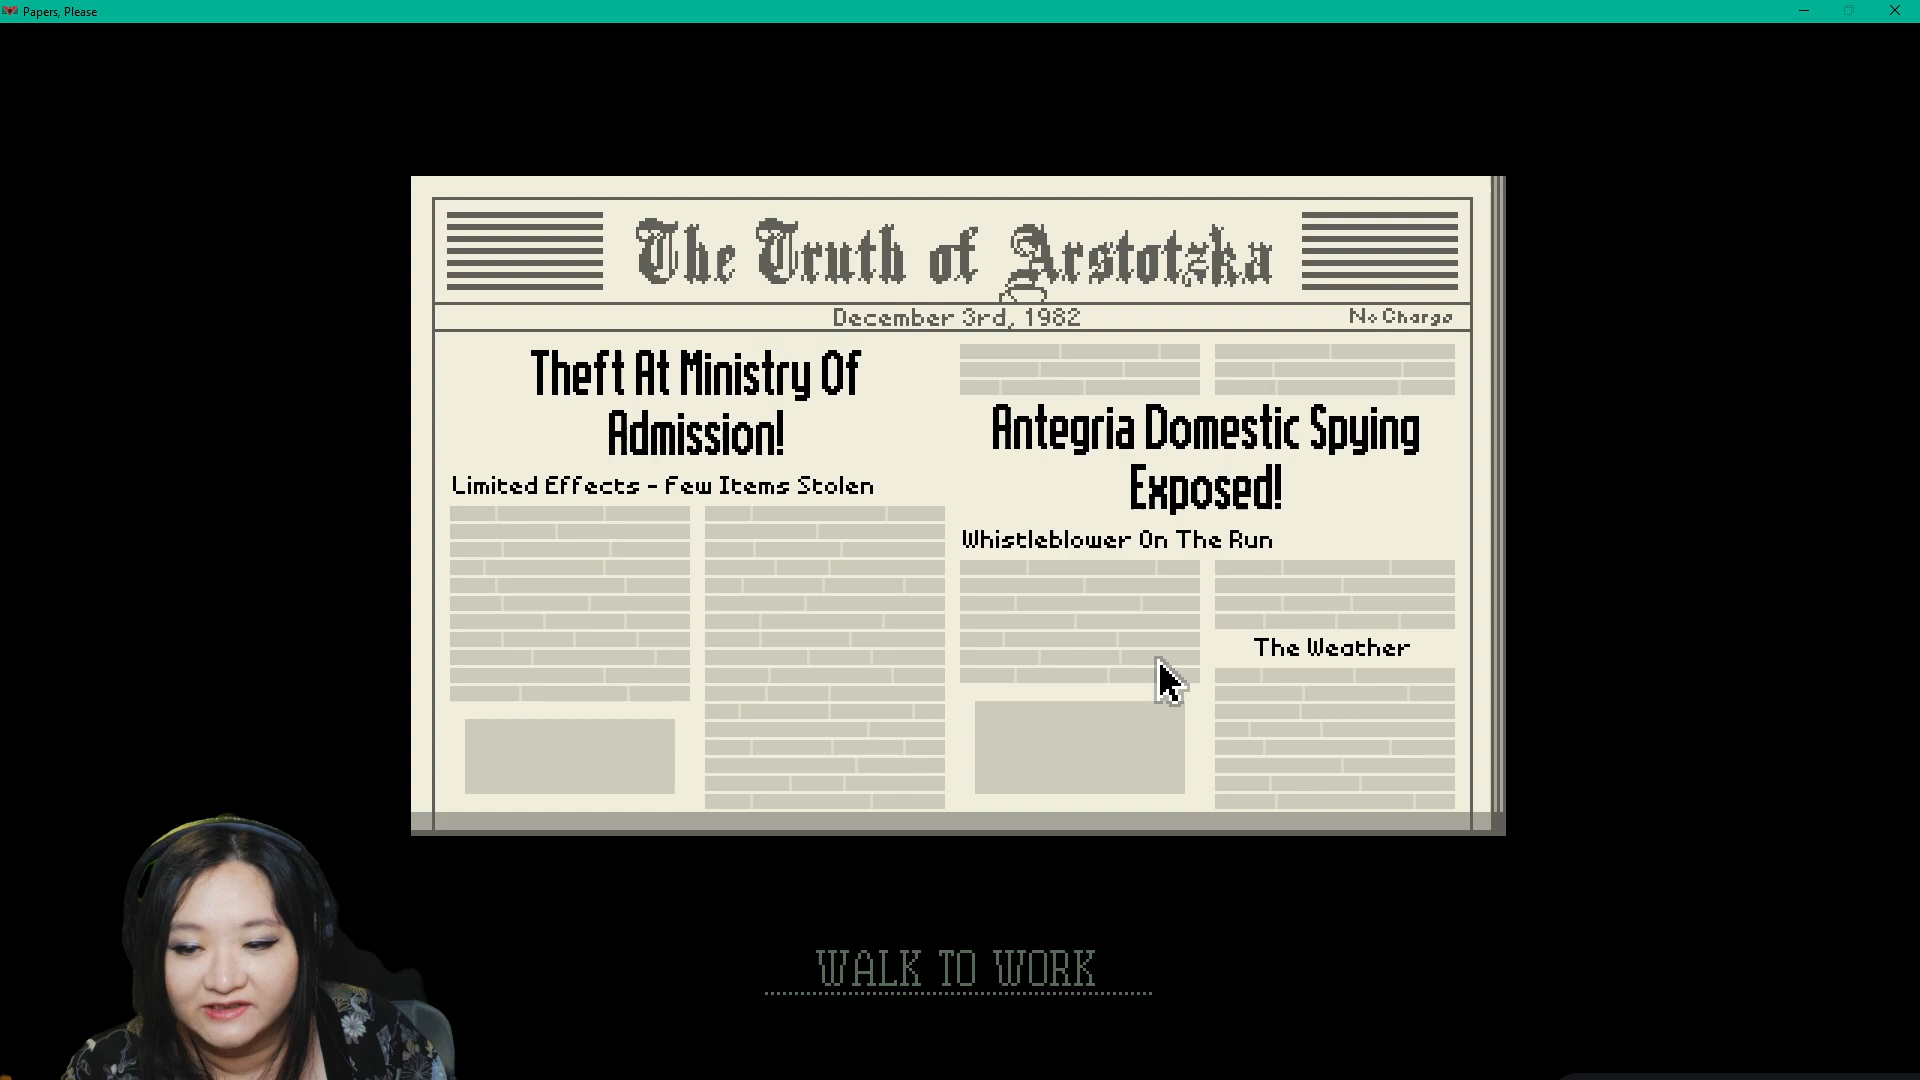 Papers, Please
The Truth of Arstotzka
December 3rd, 1982
No Charge
Theft At Ministry Of
Admission!
Limited Effects - Few Items Stolen
Antegria Domestic Spying
Exposed!
Whistleblower On The Run
The Weather
WALK TO WORK